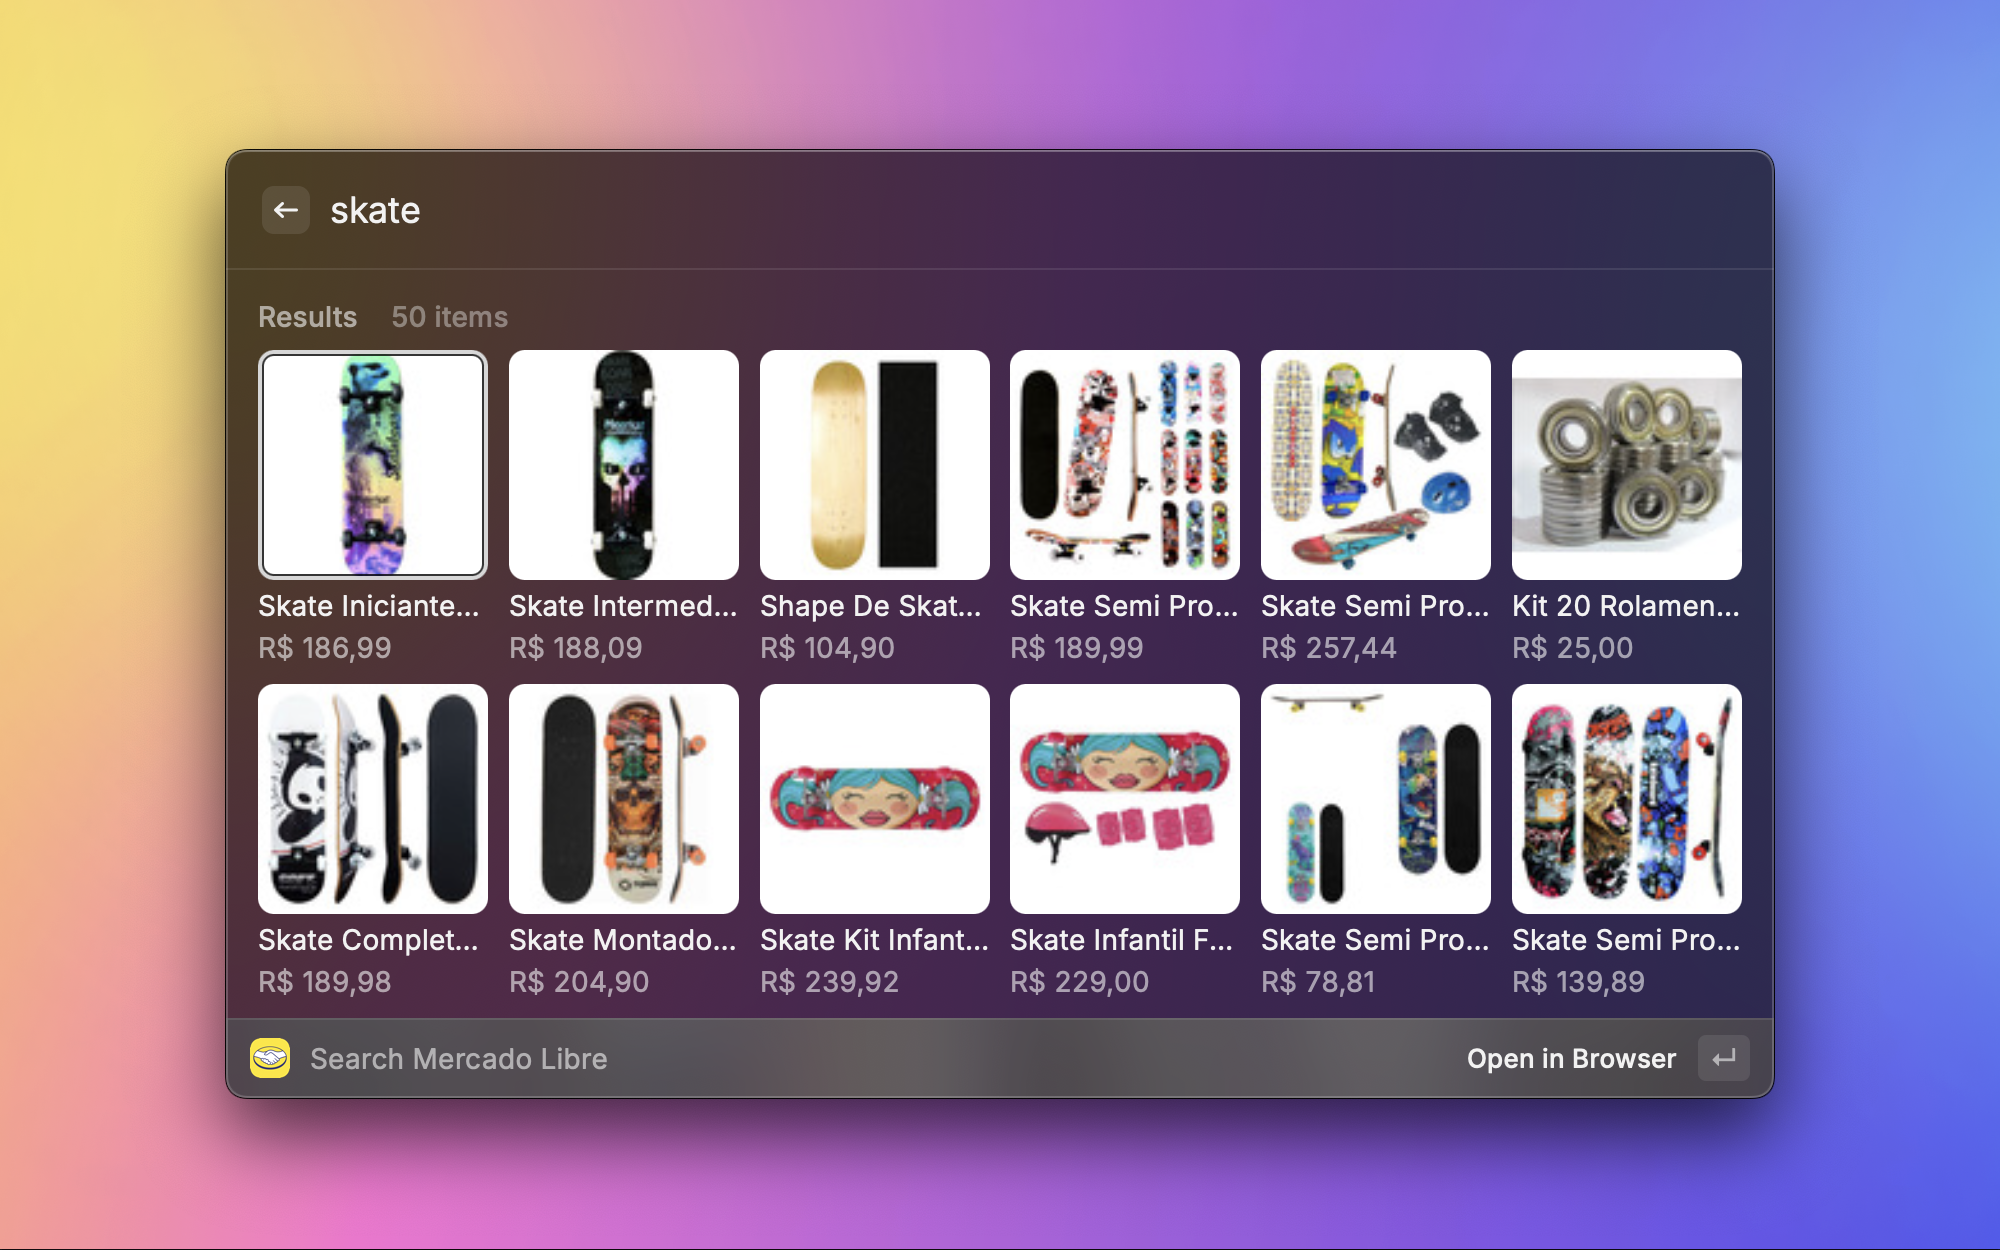 skate
Results 50 items
Skate Iniciante...
R$ 186,99
Skate Intermed...
R$ 188,09
Shape De Skat...
R$ 104,90
Skate Semi Pro...
R$ 189,99
Skate Semi Pro...
R$ 257,44
Kit 20 Rolamen...
R$ 25,00
Skate Complet...
R$ 189,98
Skate Montado...
R$ 204,90
Skate Kit Infant...
R$ 239,92
Skate Infantil F...
R$ 229,00
Skate Semi Pro...
R$ 78,81
Skate Semi Pro...
R$ 139,89
Search Mercado Libre
Open in Browser